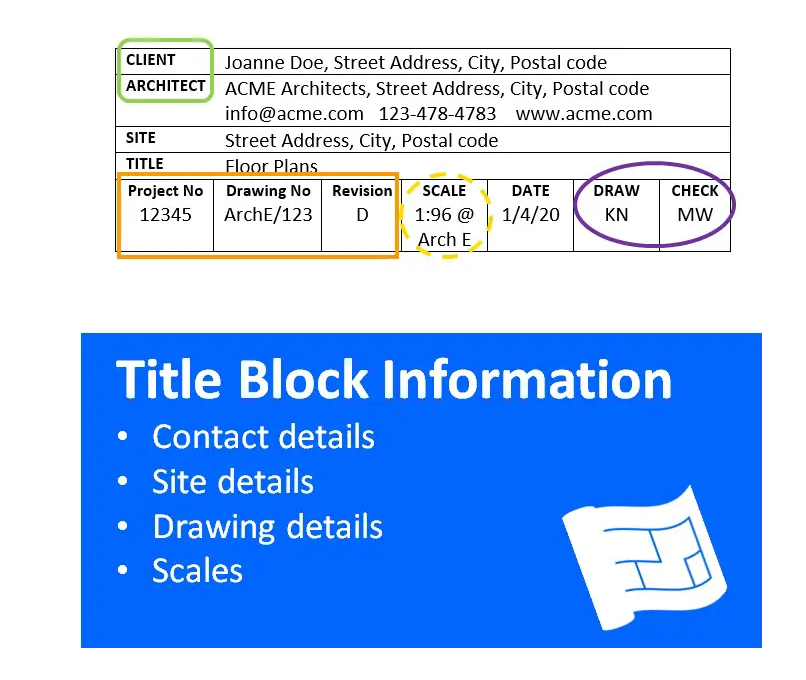 CLIENT Joanne Doe, Street Address, City, Postal code
ARCHITECT ACME Architects, Street Address, City, Postal code
info@acme.com 123-478-4783 www.acme.com
SITE Street Address, City, Postal code
TITLE Floor Plans
Project No Drawing No Revision SCALE DATE DRAW CHECK
12345 ArchE/123 D 1:96 @ 1/4/20 KN MW
Arch E
Title Block Information
• Contact details
• Site details
• Drawing details
• Scales